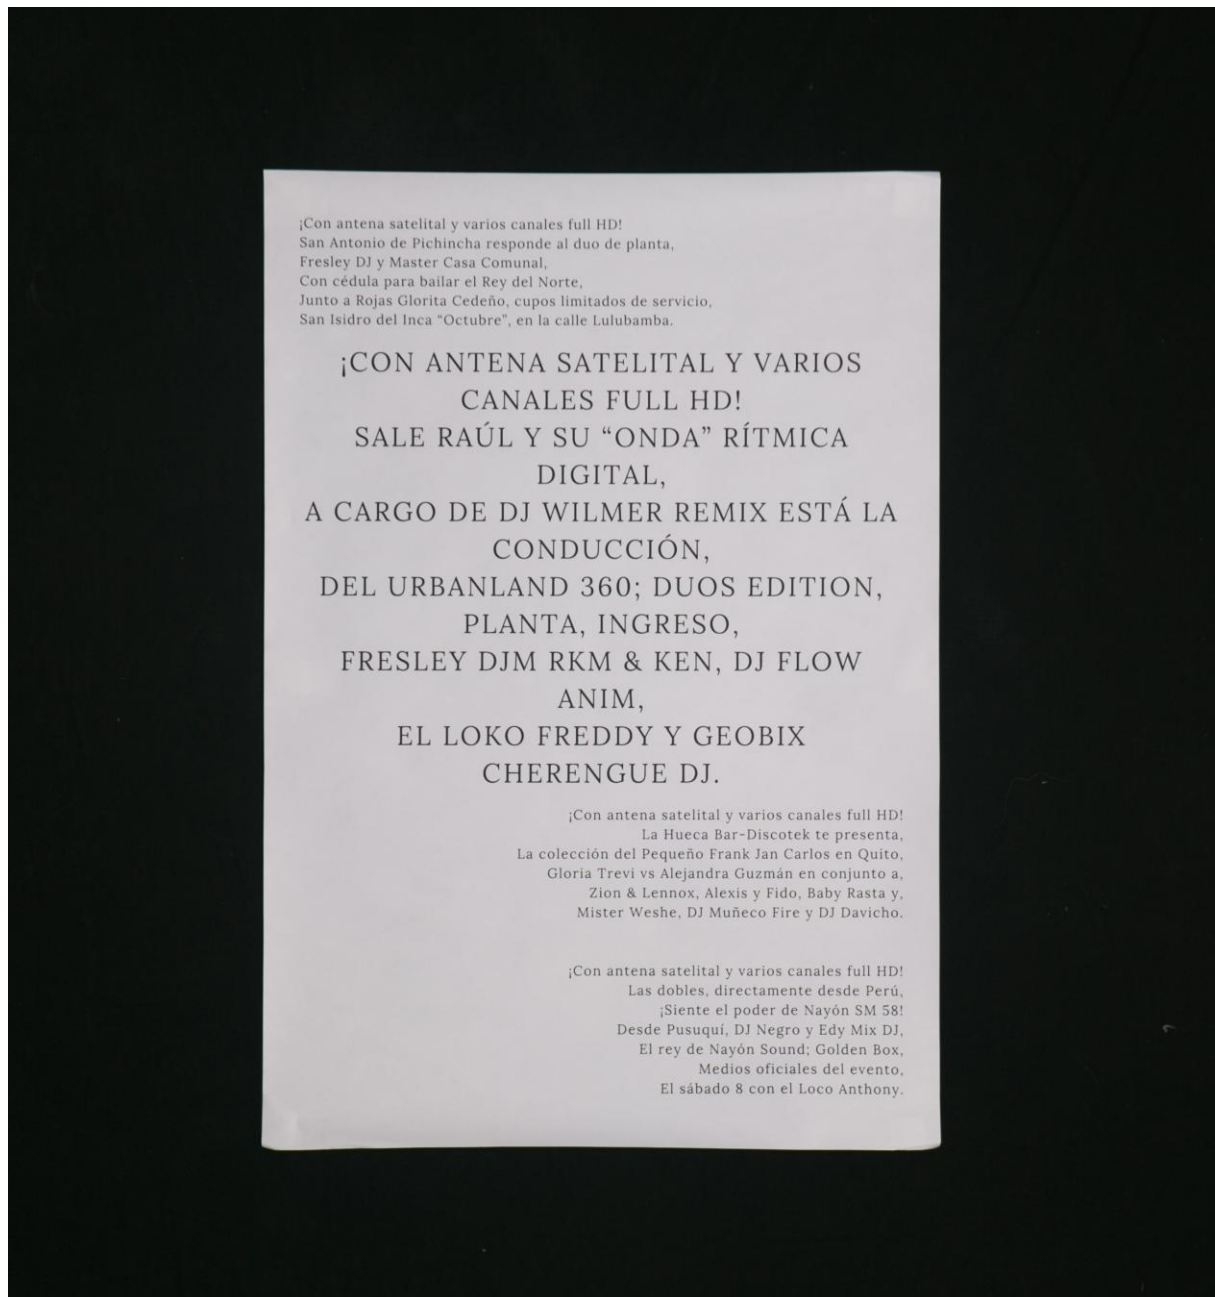 ¡Con antena satelital y varios canales full HD!
San Antonio de Pichincha responde al duo de planta,
Fresley DJ y Master Casa Comunal,
Con cédula para bailar el Rey del Norte,
Junto a Rojas Glorita Cedeño, cupos limitados de servicio,
San Isidro del Inca “Octubre”, en la calle Lulubamba.
¡CON ANTENA SATELITAL Y VARIOS
CANALES FULL HD!
SALE RAÚL Y SU “ONDA” RÍTMICA
DIGITAL,
A CARGO DE DJ WILMER REMIX ESTÁ LA
CONDUCCIÓN,
DEL URBANLAND 360; DUOS EDITION,
PLANTA, INGRESO,
FRESLEY DJM RKM & KEN, DJ FLOW
ANIM,
EL LOKO FREDDY Y GEOBIX
CHERENGUE DJ.
¡Con antena satelital y varios canales full HD!
La Hueca Bar-Discotek te presenta,
La colección del Pequeño Frank Jan Carlos en Quito,
Gloria Trevi vs Alejandra Guzmán en conjunto a,
Zion & Lennox, Alexis y Fido, Baby Rasta y,
Mister Weshe, DJ Muñeco Fire y DJ Davicho.
¡Con antena satelital y varios canales full HD!
Las dobles, directamente desde Perú,
¡Siente el poder de Nayón SM 58!
Desde Pusuquí, DJ Negro y Edy Mix DJ,
El rey de Nayón Sound; Golden Box,
Medios oficiales del evento,
El sábado 8 con el Loco Anthony.